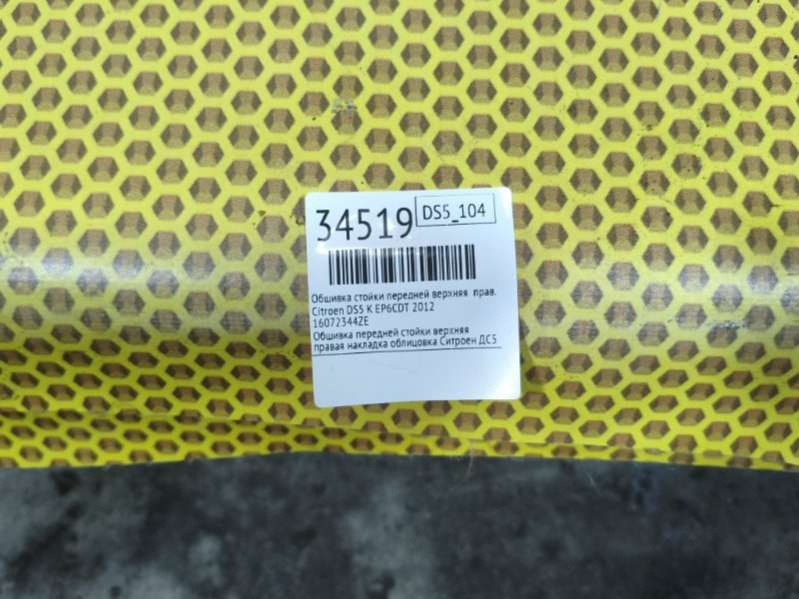 34519 DS5_104
Обшивка стойки передней верхняя прав.
Citroen DS5 K EP6CDT 2012
16072344ZE
Обшивка передней стойки верхняя
правая накладка облицовка Ситроен ДС5